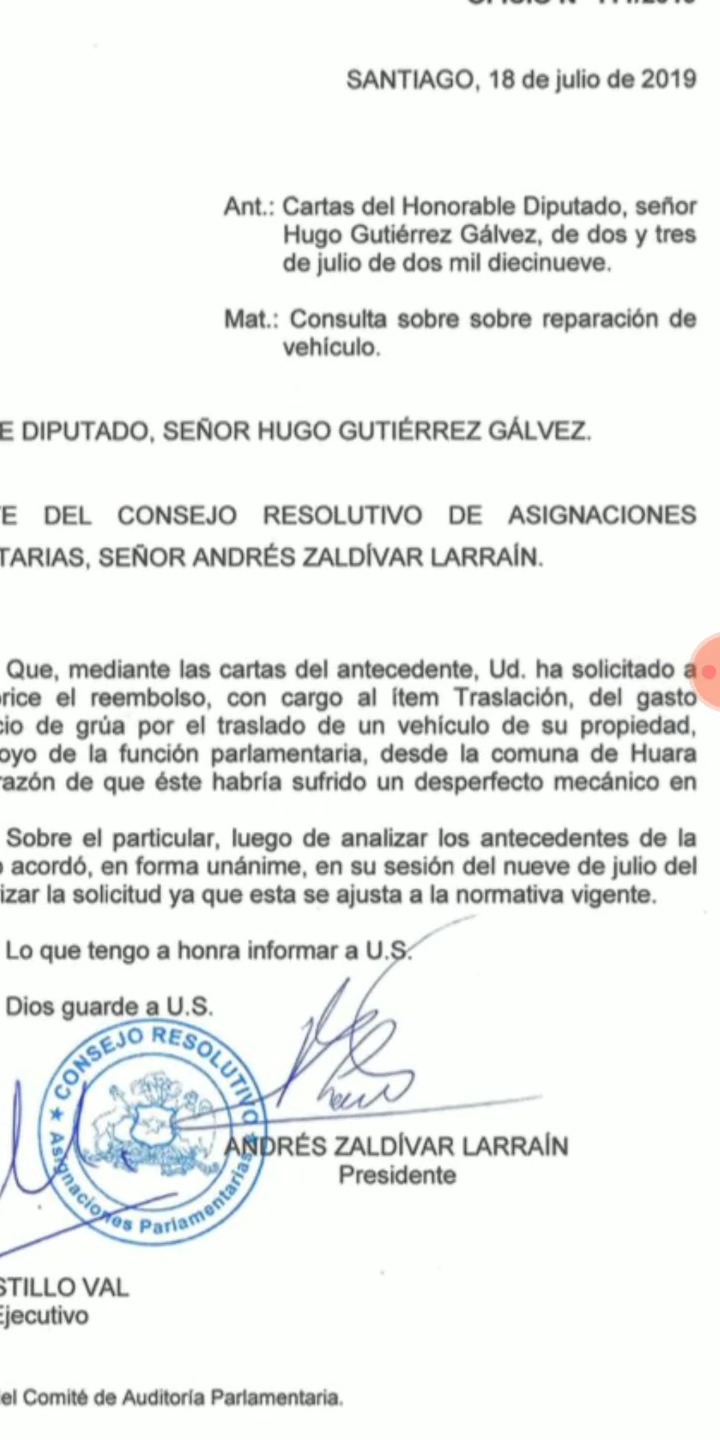 SANTIAGO, 18 de julio de 2019
Ant.: Cartas del Honorable Diputado, señor
Hugo Gutiérrez Gálvez, de dos y tres
de julio de dos mil diecinueve.
Mat.: Consulta sobre sobre reparación de
vehículo.
E DIPUTADO, SEÑOR HUGO GUTIÉRREZ GÁLVEZ.
TE DEL CONSEJO RESOLUTIVO DE ASIGNACIONES
TARIAS, SEÑOR ANDRÉS ZALDÍVAR LARRAÍN.
Que, mediante las cartas del antecedente, Ud. ha solicitado a
rice el reembolso, con cargo al ítem Traslación, del gasto
cio de grúa por el traslado de un vehículo de su propiedad,
oyo de la función parlamentaria, desde la comuna de Huara
razón de que éste habría sufrido un desperfecto mecánico en
Sobre el particular, luego de analizar los antecedentes de la
o acordó, en forma unánime, en su sesión del nueve de julio del
izar la solicitud ya que esta se ajusta a la normativa vigente.
Lo que tengo a honra informar a U.S.
Dios guarde a U.S.
CONSEJO RESOLUTIVO
Asignaciones Parlamentarias
ANDRÉS ZALDÍVAR LARRAÍN
Presidente
STILLO VAL
Ejecutivo
el Comité de Auditoría Parlamentaria.